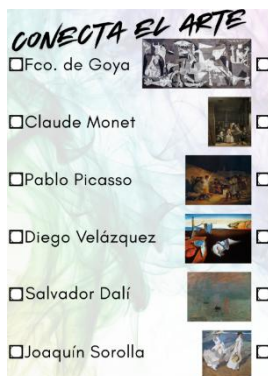 CONECTA EL ARTE
Fco. de Goya
Claude Monet
Pablo Picasso
Diego Velázquez
Salvador Dalí
Joaquín Sorolla